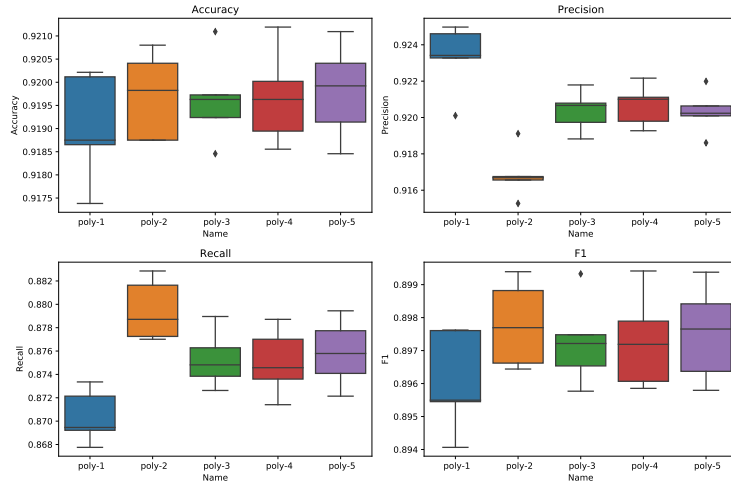 Accuracy
0.9210
0.9205
0.9200
0.9195
0.9190
0.9185
0.9180
0.9175
Accuracy
poly-1 poly-2 poly-3 poly-4 poly-5
Name
Precision
0.924
0.922
0.920
0.918
0.916
Precision
poly-1 poly-2 poly-3 poly-4 poly-5
Name
Recall
0.882
0.880
0.878
0.876
0.874
0.872
0.870
0.868
Recall
poly-1 poly-2 poly-3 poly-4 poly-5
Name
F1
0.899
0.898
0.897
0.896
0.895
0.894
F1
poly-1 poly-2 poly-3 poly-4 poly-5
Name